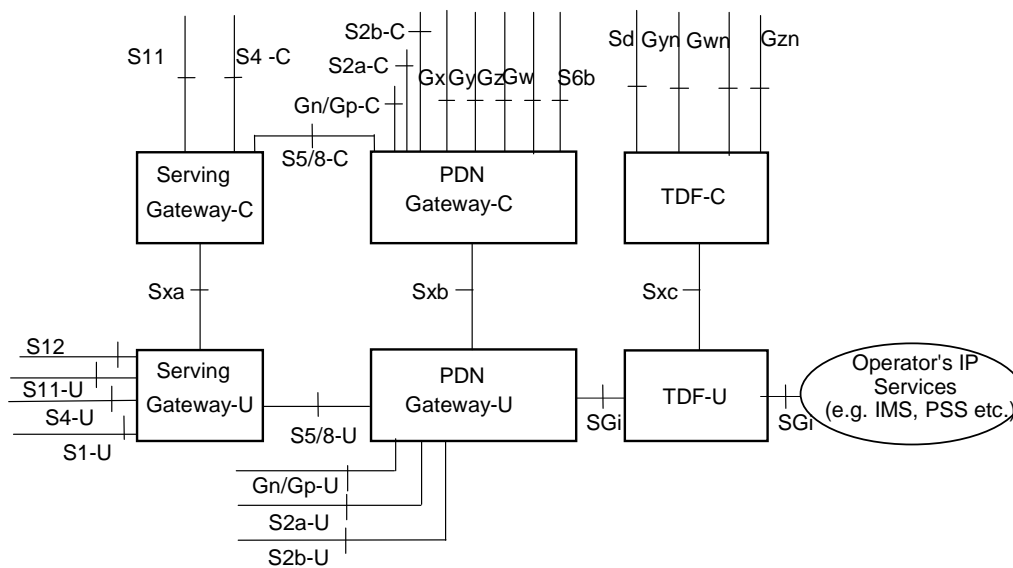 S2b-C
S11
S4 -C
S2a-C
Gx
Gy
Gz
Gw
S6b
Sd
Gyn
Gwn
Gzn
Gn/Gp-C
S5/8-C
Serving
Gateway-C
PDN
Gateway-C
TDF-C
Sxa
Sxb
Sxc
S12
S11-U
S4-U
S1-U
Serving
Gateway-U
S5/8-U
PDN
Gateway-U
SGi
TDF-U
SGi
Operator's IP
Services
(e.g. IMS, PSS etc.)
Gn/Gp-U
S2a-U
S2b-U